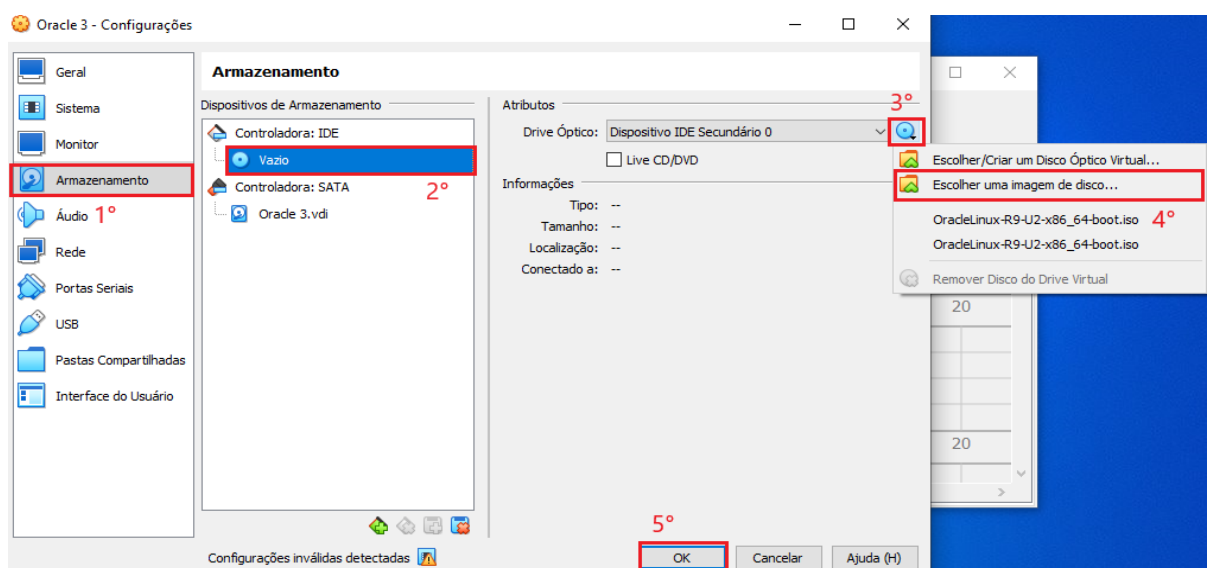 Oracle 3 - Configurações
Geral
Sistema
Monitor
Armazenamento
Áudio 1°
Rede
Portas Seriais
USB
Pastas Compartilhadas
Interface do Usuário
Armazenamento
Dispositivos de Armazenamento
Controladora: IDE
Vazio
2°
Controladora: SATA
Oracle 3.vdi
Configurações inválidas detectadas
Atributos
3°
Drive Óptico: Dispositivo IDE Secundário 0
Live CD/DVD
Informações
Tipo: --
Tamanho: --
Localização: --
Conectado a: --
Escolher/Criar um Disco Óptico Virtual...
Escolher uma imagem de disco...
OracleLinux-R9-U2-x86_64-boot.iso 4°
OracleLinux-R9-U2-x86_64-boot.iso
Remover Disco do Drive Virtual
20
20
5°
OK Cancelar Ajuda (H)